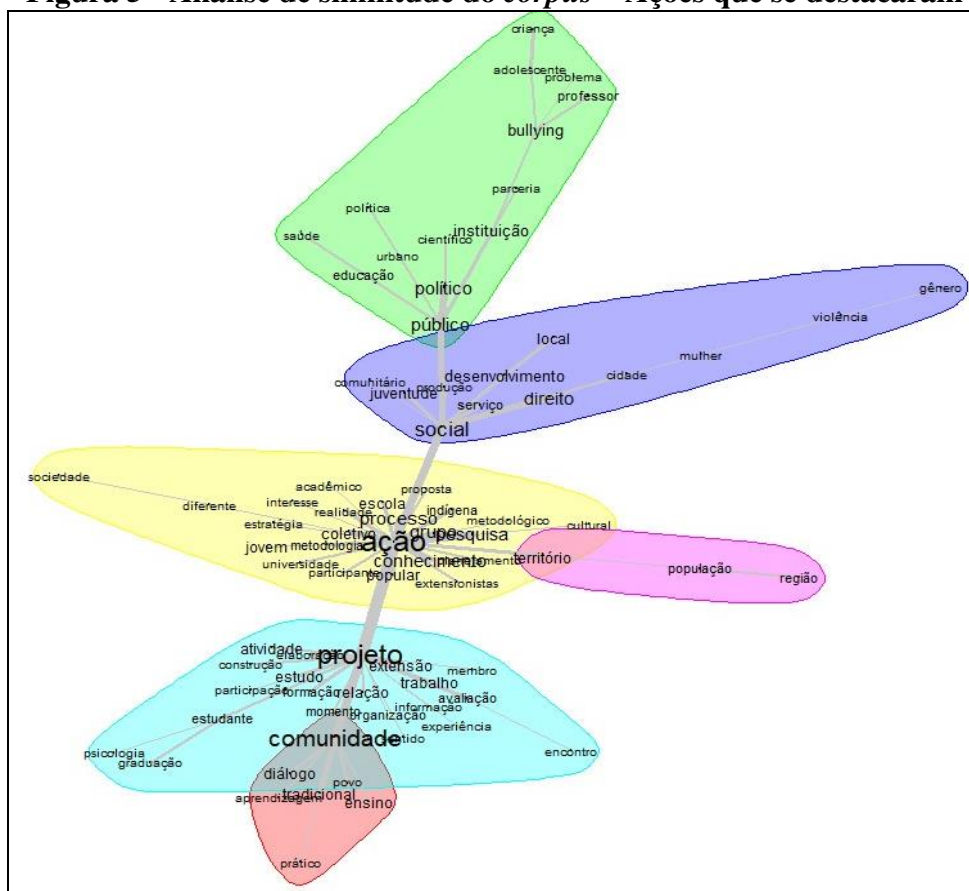 Figura 3 - Análise de similitude do corpus – Ações que se destacaram
criança
adolescente
problema
professor
bullying
parceria
política
saúde
científico
instituição
urbano
educação
político
público
gênero
violência
local
mulher
desenvolvimento
cidade
comunitário
produção
juventude
serviço
direito
social
sociedade
acadêmico
proposta
diferente
interesse
escola
realidade
indígena
estratégia
processo
metodológico
cultural
coletivo
grupo
pesquisa
ação
jovem
metodologia
território
universidade
conhecimento
população
participante
popular
extensionistas
região
atividade
elaboração
projeto
construção
extensão
membro
estudo
trabalho
participação
formação
relação
avaliação
informação
momento
organização
estudante
experiência
comunidade
psicologia
graduação
encontro
diálogo
povo
tradicional
aprendizagem
ensino
prático